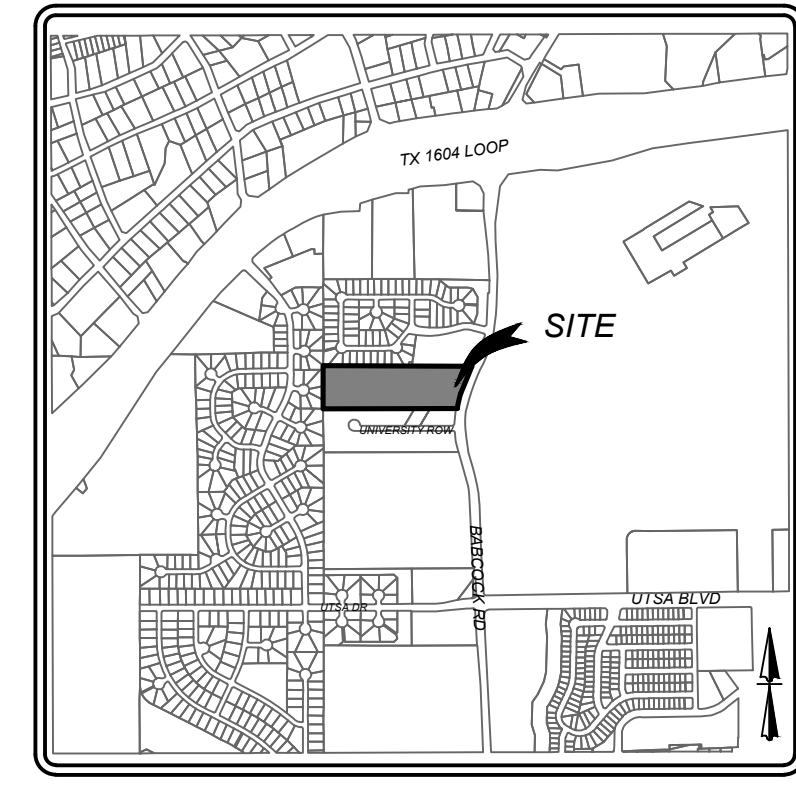 TX 1604 LOOP
SITE
UNIVERSITY ROW
BABCOCK RD
UTSA DR
UTSA BLVD